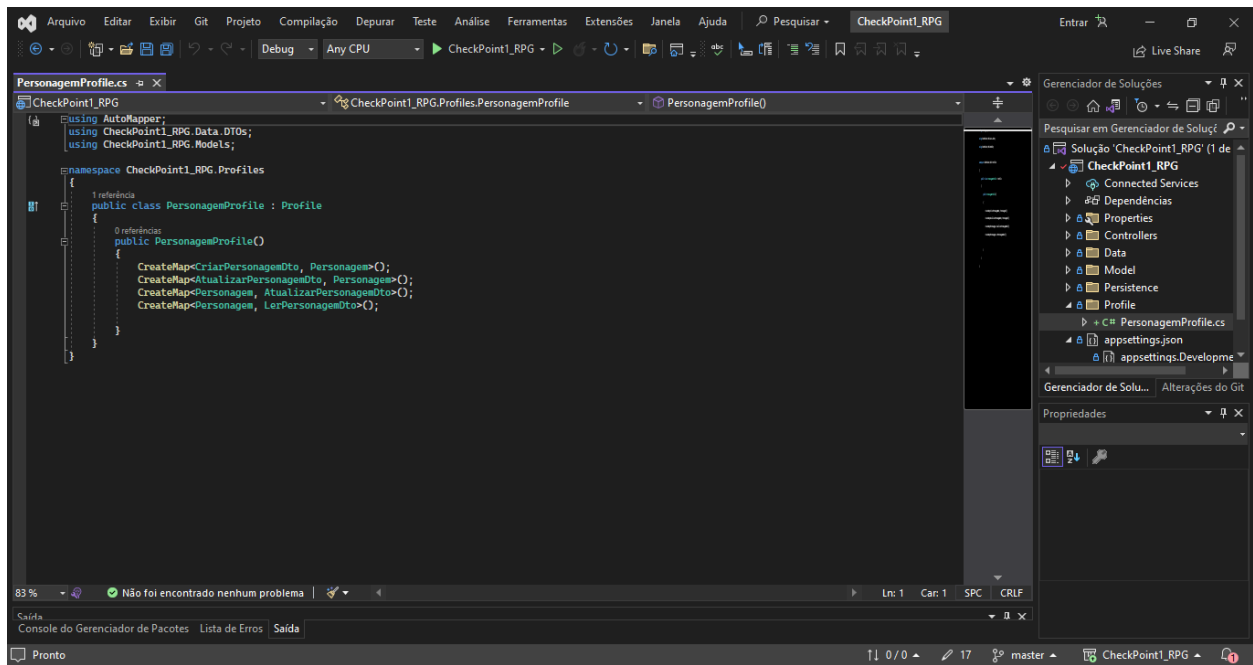 Arquivo Editar Exibir Git Projeto Compilação Depurar Teste Análise Ferramentas Extensões Janela Ajuda Pesquisar CheckPoint1_RPG Entrar
Debug Any CPU CheckPoint1_RPG Live Share
PersonagemProfile.cs
CheckPoint1_RPG CheckPoint1_RPG.Profiles.PersonagemProfile PersonagemProfile()
using AutoMapper;
using CheckPoint1_RPG.Data.DTOs;
using CheckPoint1_RPG.Models;
namespace CheckPoint1_RPG.Profiles
{
1 referência
public class PersonagemProfile : Profile
{
0 referências
public PersonagemProfile()
{
CreateMap<CriarPersonagemDto, Personagem>();
CreateMap<AtualizarPersonagemDto, Personagem>();
CreateMap<Personagem, AtualizarPersonagemDto>();
CreateMap<Personagem, LerPersonagemDto>();
}
}
}
83 % Não foi encontrado nenhum problema Ln: 1 Car: 1 SPC CRLF
Saída
Console do Gerenciador de Pacotes Lista de Erros Saída
Gerenciador de Soluções
Pesquisar em Gerenciador de Soluçõ
Solução 'CheckPoint1_RPG' (1 de
CheckPoint1_RPG
Connected Services
Dependências
Properties
Controllers
Data
Model
Persistence
Profile
C# PersonagemProfile.cs
appsettings.json
appsettings.Developme
Gerenciador de Solu... Alterações do Git
Propriedades
Pronto 0 / 0 17 master CheckPoint1_RPG 1